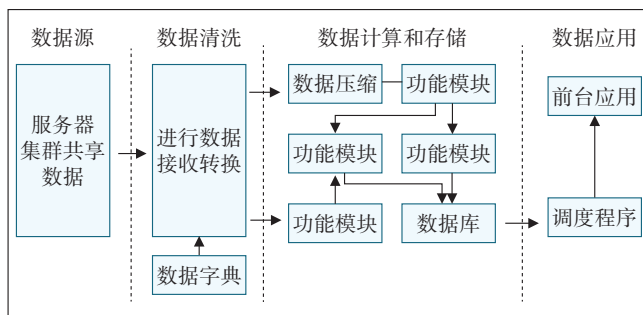 数据源
数据清洗
数据计算和存储
数据应用
服务器
集群共享
数据
进行数据
接收转换
数据字典
数据压缩
功能模块
功能模块
功能模块
功能模块
数据库
前台应用
调度程序